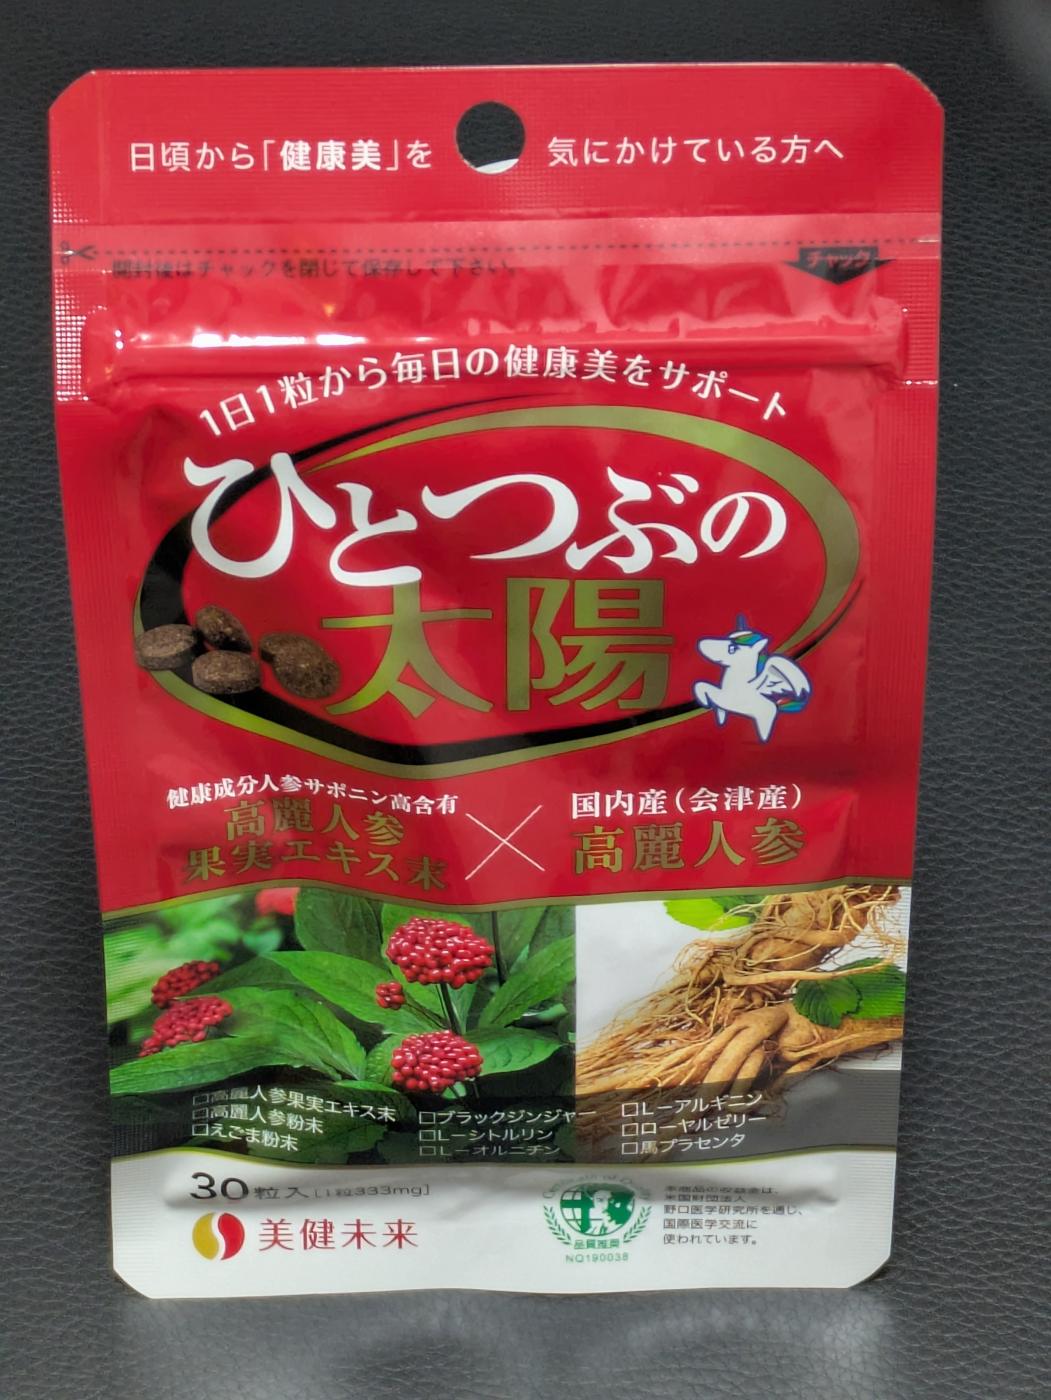 日頃から「健康美」を 気にかけている方へ
開封後はチャックを閉じて保存して下さい。
チャック
1日1粒から毎日の健康美をサポート
ひとつぶの
太陽
健康成分人参サポニン高含有
高麗人参
果実エキス末
×
国内産(会津産)
高麗人参
□高麗人参果実エキス末
□高麗人参粉末
□えごま粉末
□ブラックジンジャー
□L−シトルリン
□L−オルニチン
□L−アルギニン
□ローヤルゼリー
□馬プラセンタ
30粒入[1粒333mg]
美健未来
品質推奨
NQ190038
本商品の収益金は、
米国財団法人
野口医学研究所を通じ、
国際医学交流に
使われています。